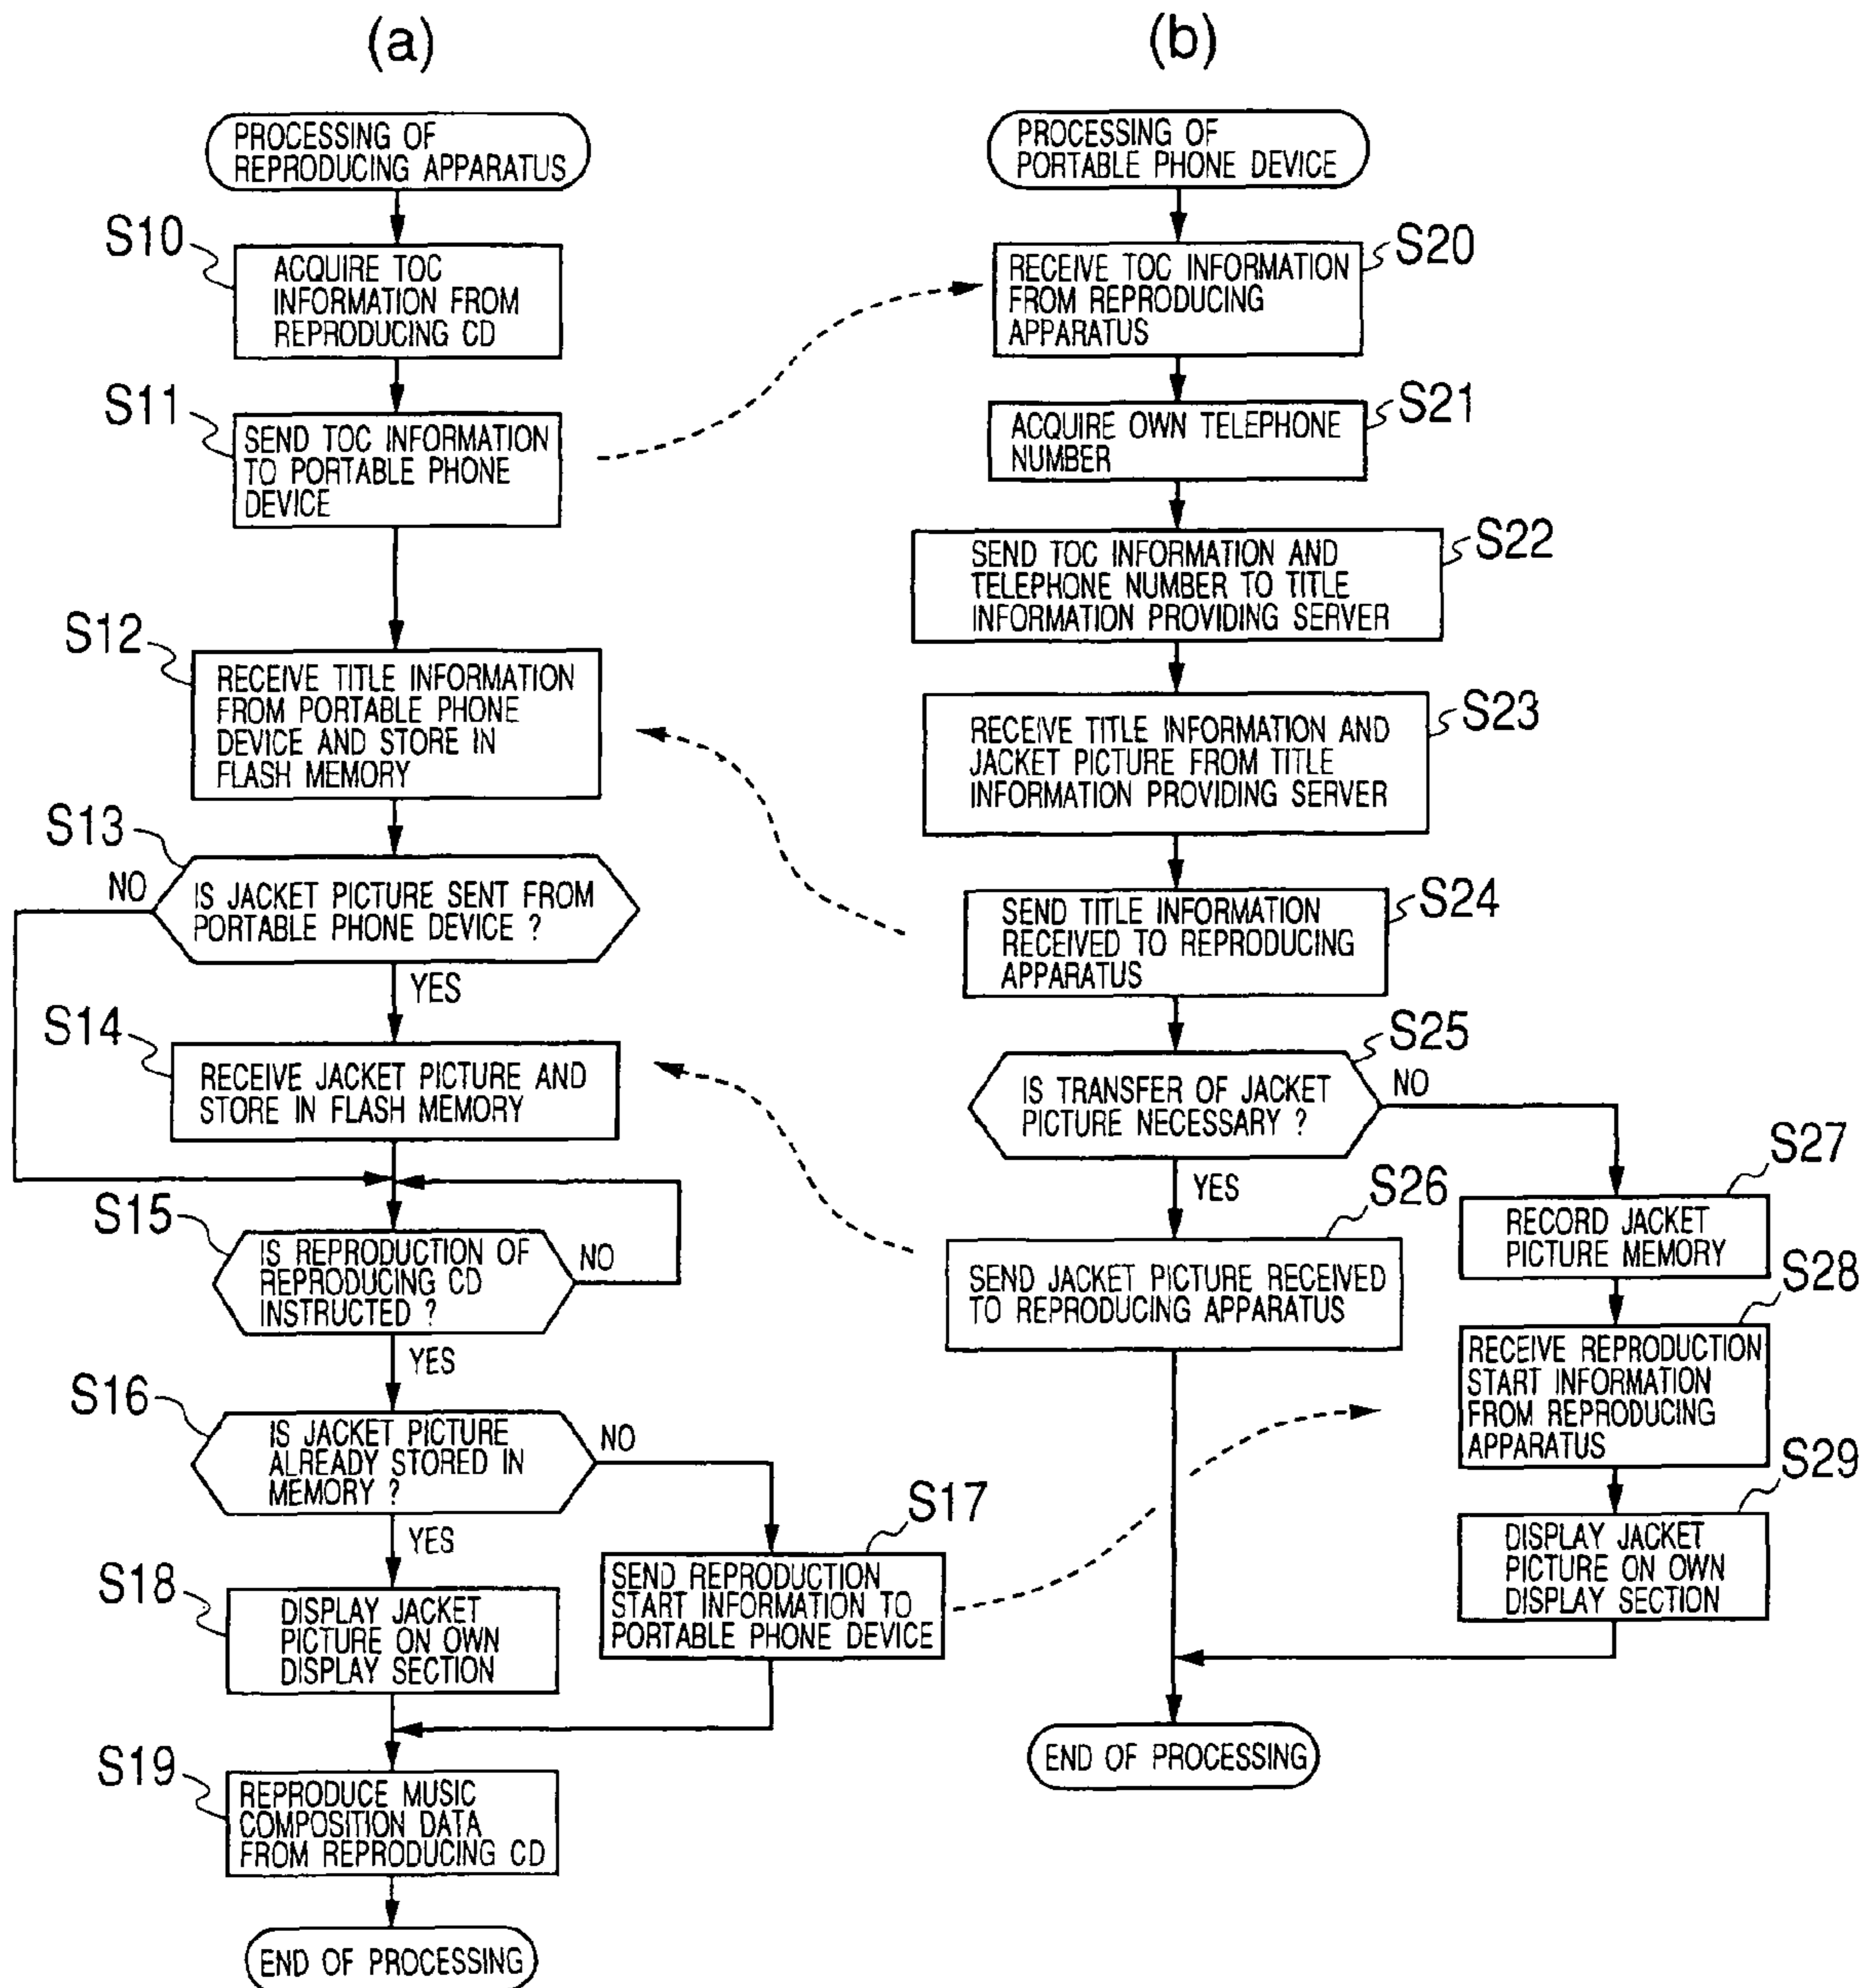 (a)
PROCESSING OF
REPRODUCING APPARATUS
S10
ACQUIRE TOC
INFORMATION FROM
REPRODUCING CD
S11
SEND TOC INFORMATION
TO PORTABLE PHONE
DEVICE
S12
RECEIVE TITLE INFORMATION
FROM PORTABLE PHONE
DEVICE AND STORE IN
FLASH MEMORY
S13
NO
IS JACKET PICTURE SENT FROM
PORTABLE PHONE DEVICE ?
YES
S14
RECEIVE JACKET PICTURE AND
STORE IN FLASH MEMORY
S15
IS REPRODUCTION OF
REPRODUCING CD
INSTRUCTED ?
NO
YES
S16
IS JACKET PICTURE
ALREADY STORED IN
MEMORY ?
NO
YES
S17
SEND REPRODUCTION
START INFORMATION TO
PORTABLE PHONE DEVICE
S18
DISPLAY JACKET
PICTURE ON OWN
DISPLAY SECTION
S19
REPRODUCE MUSIC
COMPOSITION DATA
FROM REPRODUCING CD
END OF PROCESSING
(b)
PROCESSING OF
PORTABLE PHONE DEVICE
S20
RECEIVE TOC INFORMATION
FROM REPRODUCING
APPARATUS
S21
ACQUIRE OWN TELEPHONE
NUMBER
S22
SEND TOC INFORMATION AND
TELEPHONE NUMBER TO TITLE
INFORMATION PROVIDING SERVER
S23
RECEIVE TITLE INFORMATION AND
JACKET PICTURE FROM TITLE
INFORMATION PROVIDING SERVER
S24
SEND TITLE INFORMATION
RECEIVED TO REPRODUCING
APPARATUS
S25
IS TRANSFER OF JACKET
PICTURE NECESSARY ?
NO
YES
S26
SEND JACKET PICTURE RECEIVED
TO REPRODUCING APPARATUS
S27
RECORD JACKET
PICTURE MEMORY
S28
RECEIVE REPRODUCTION
START INFORMATION
FROM REPRODUCING
APPARATUS
S29
DISPLAY JACKET
PICTURE ON OWN
DISPLAY SECTION
END OF PROCESSING